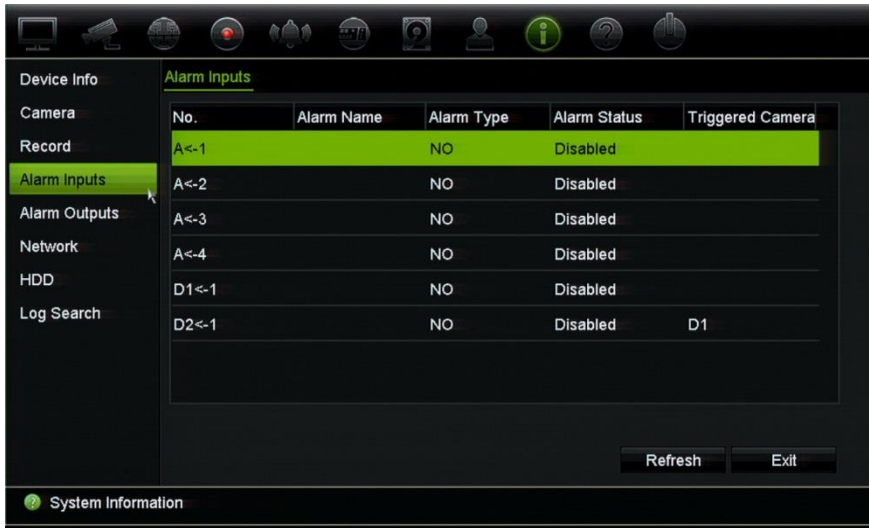 Device Info
Camera
Record
Alarm Inputs
Alarm Outputs
Network
HDD
Log Search
Alarm Inputs
No. Alarm Name Alarm Type Alarm Status Triggered Camera
A<-1 NO Disabled
A<-2 NO Disabled
A<-3 NO Disabled
A<-4 NO Disabled
D1<-1 NO Disabled
D2<-1 NO Disabled D1
Refresh Exit
System Information